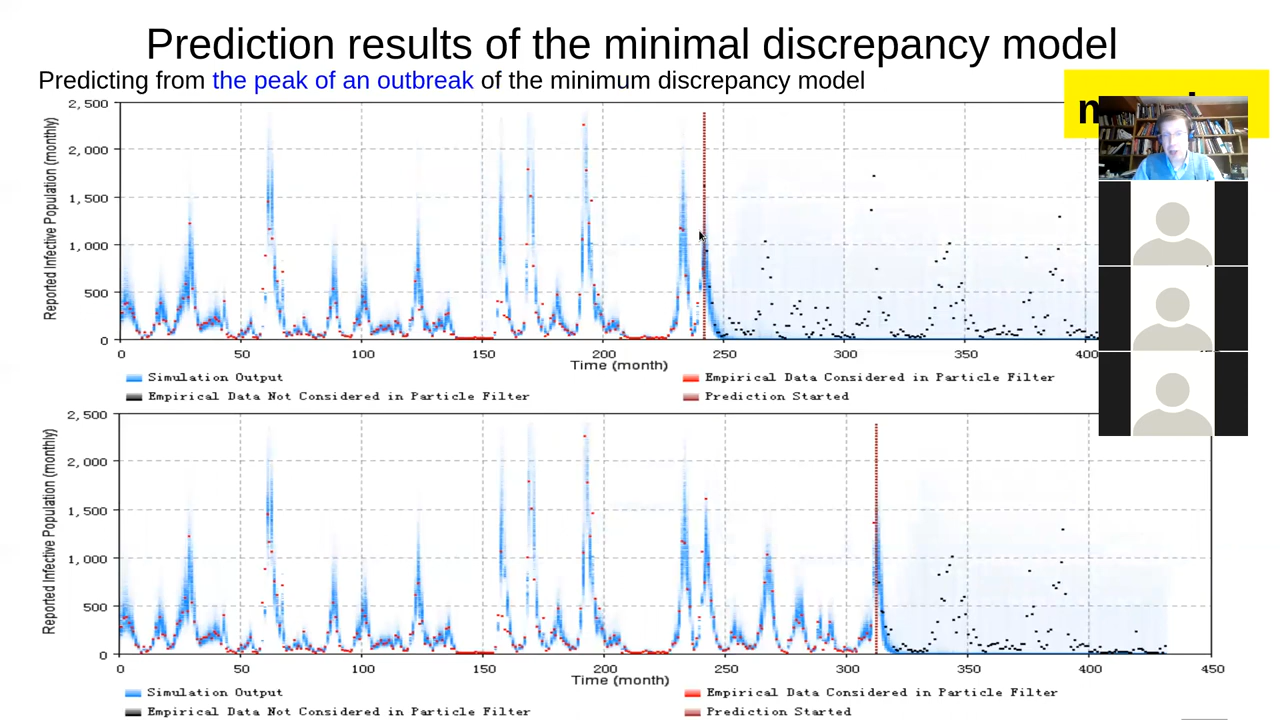 Prediction results of the minimal discrepancy model
Predicting from the peak of an outbreak of the minimum discrepancy model
Reported Infective Population (monthly)
2,500
2,000
1,500
1,000
500
0
0 50 100 150 200 250 300 350 400
Time (month)
Simulation Output
Empirical Data Considered in Particle Filter
Empirical Data Not Considered in Particle Filter
Prediction Started
Reported Infective Population (monthly)
2,500
2,000
1,500
1,000
500
0
0 50 100 150 200 250 300 350 400 450
Time (month)
Simulation Output
Empirical Data Considered in Particle Filter
Empirical Data Not Considered in Particle Filter
Prediction Started